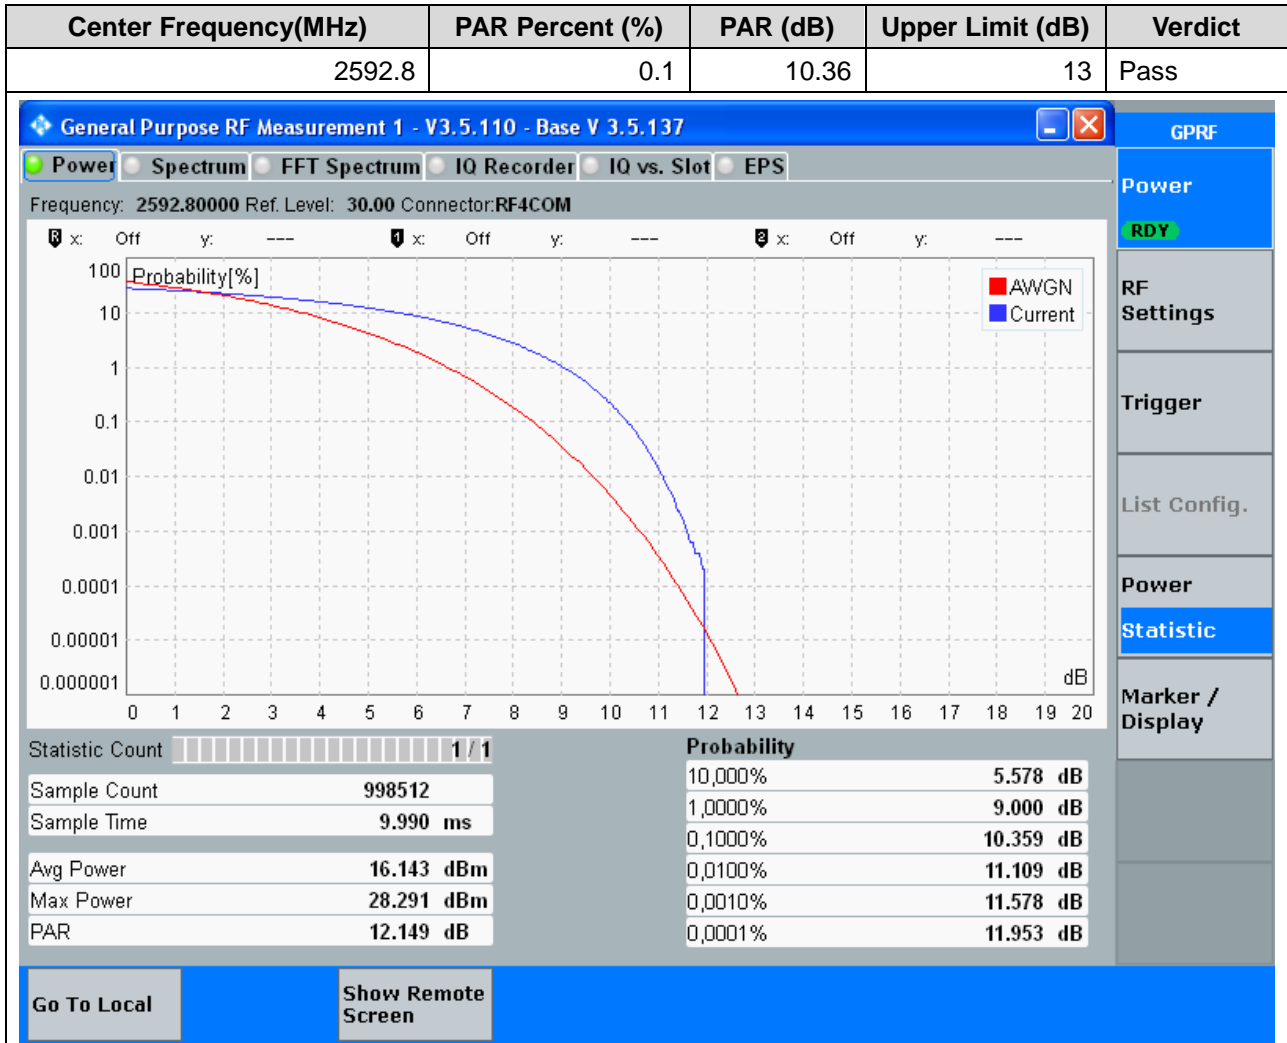 Center Frequency(MHz) PAR Percent (%) PAR (dB) Upper Limit (dB) Verdict
2592.8 0.1 10.36 13 Pass
General Purpose RF Measurement 1 - V3.5.110 - Base V 3.5.137
GPRF
Power Spectrum FFT Spectrum IQ Recorder IQ vs. Slot EPS
Frequency: 2592.80000 Ref. Level: 30.00 Connector:RF4COM
R x: Off y: --- 1 x: Off y: --- 2 x: Off y: ---
Probability[%]
AWGN
Current
100
10
1
0.1
0.01
0.001
0.0001
0.00001
0.000001
dB
0 1 2 3 4 5 6 7 8 9 10 11 12 13 14 15 16 17 18 19 20
Statistic Count 1 / 1
Sample Count 998512
Sample Time 9.990 ms
Avg Power 16.143 dBm
Max Power 28.291 dBm
PAR 12.149 dB
Probability
10,000% 5.578 dB
1,0000% 9.000 dB
0,1000% 10.359 dB
0,0100% 11.109 dB
0,0010% 11.578 dB
0,0001% 11.953 dB
Power
RDY
RF
Settings
Trigger
List Config.
Power
Statistic
Marker /
Display
Go To Local
Show Remote
Screen